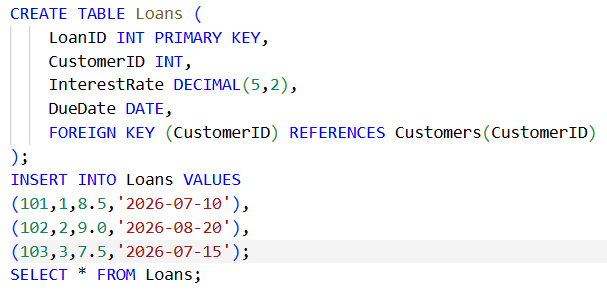 CREATE TABLE Loans (
    LoanID INT PRIMARY KEY,
    CustomerID INT,
    InterestRate DECIMAL(5,2),
    DueDate DATE,
    FOREIGN KEY (CustomerID) REFERENCES Customers(CustomerID)
);
INSERT INTO Loans VALUES
(101,1,8.5,'2026-07-10'),
(102,2,9.0,'2026-08-20'),
(103,3,7.5,'2026-07-15');
SELECT * FROM Loans;